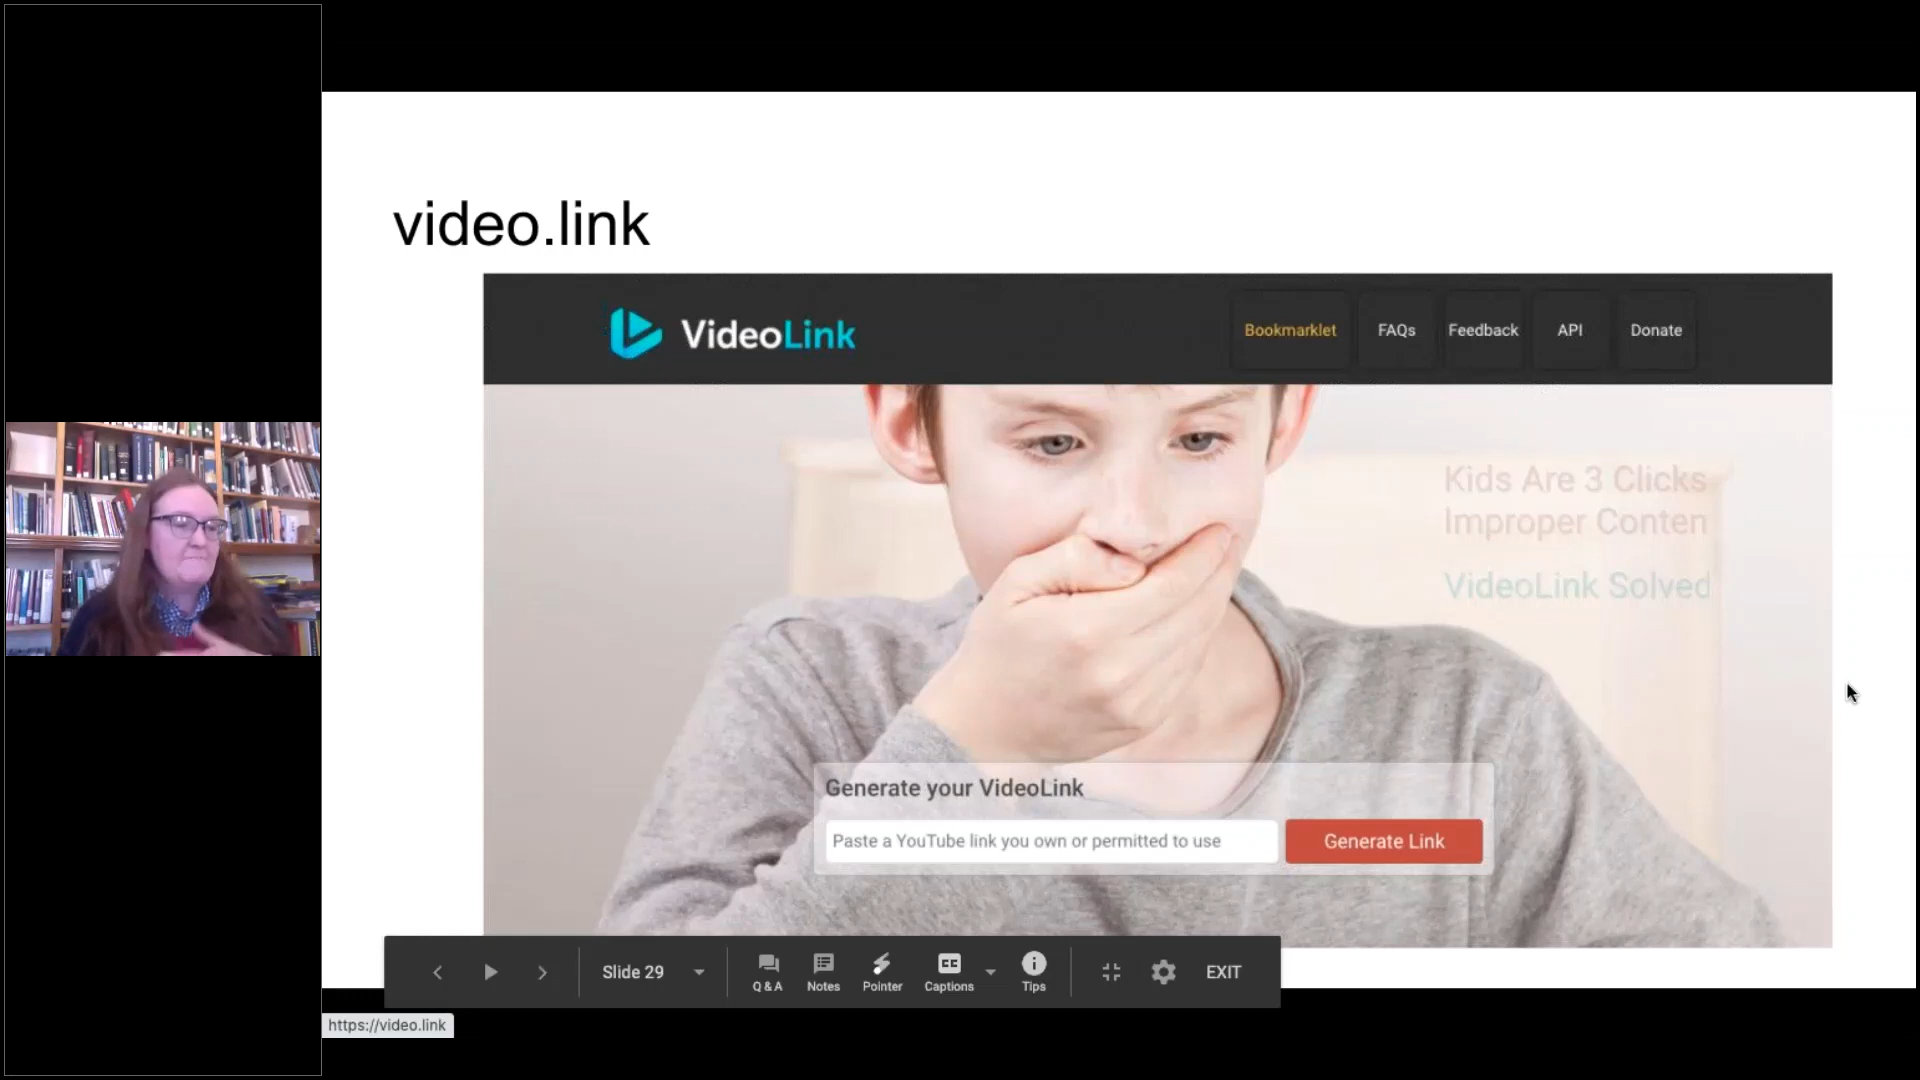 video.link
VideoLink
Bookmarklet
FAQs
Feedback
API
Donate
Kids Are 3 Clicks
Improper Conten
VideoLink Solved
Generate your VideoLink
Paste a YouTube link you own or permitted to use
Generate Link
Slide 29
Q & A
Notes
Pointer
CC
Captions
Tips
EXIT
https://video.link